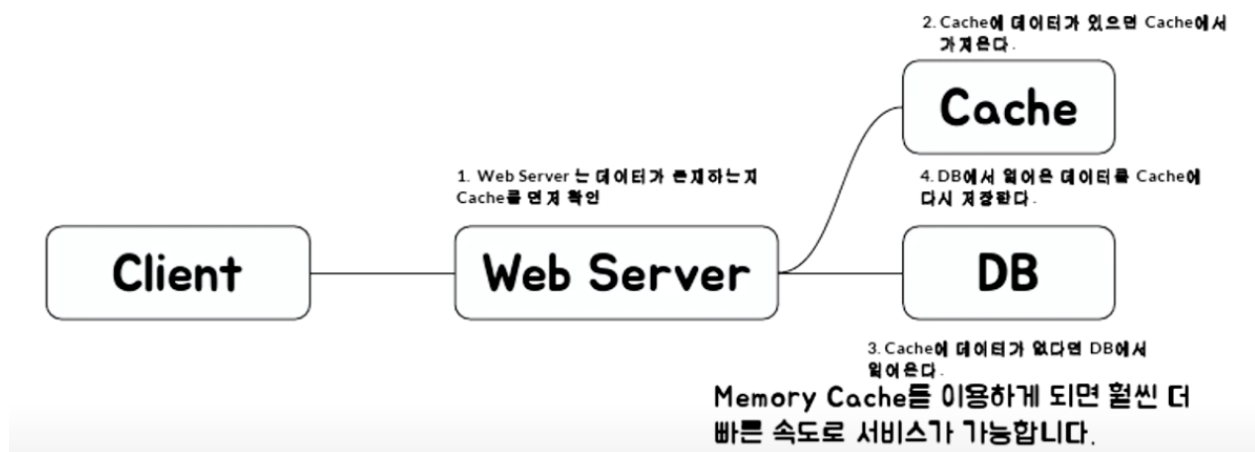 2. Cache에 데이터가 있으면 Cache에서
가져온다.
Cache
1. Web Server 는 데이터가 존재하는지
Cache를 먼저 확인
4. DB에서 읽어온 데이터를 Cache에
다시 저장한다.
Client
Web Server
DB
3. Cache에 데이터가 없다면 DB에서
읽어온다.
Memory Cache를 이용하게 되면 훨씬 더
빠른 속도로 서비스가 가능합니다.